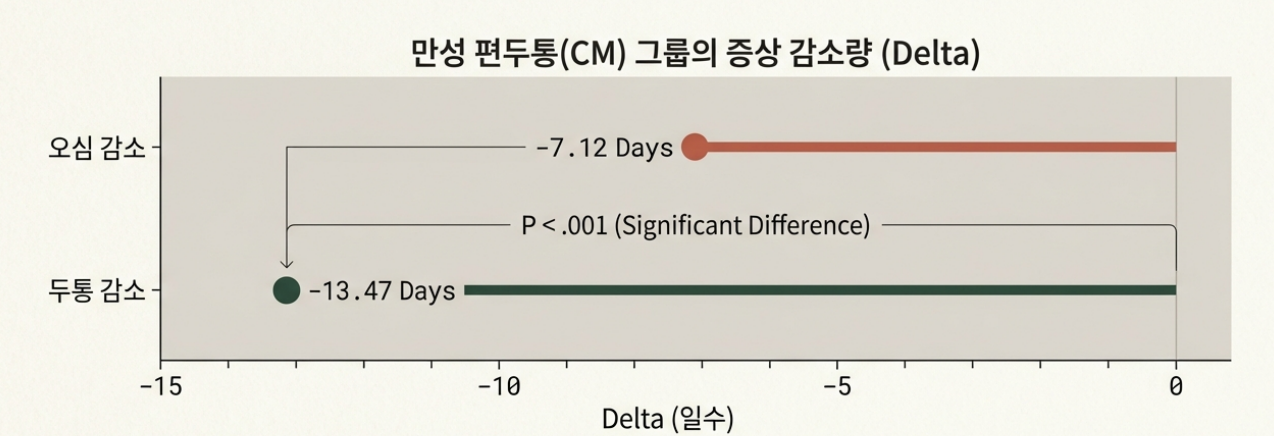 만성 편두통(CM) 그룹의 증상 감소량 (Delta)
오심 감소
-7.12 Days
P < .001 (Significant Difference)
두통 감소
-13.47 Days
-15
-10
-5
0
Delta (일수)